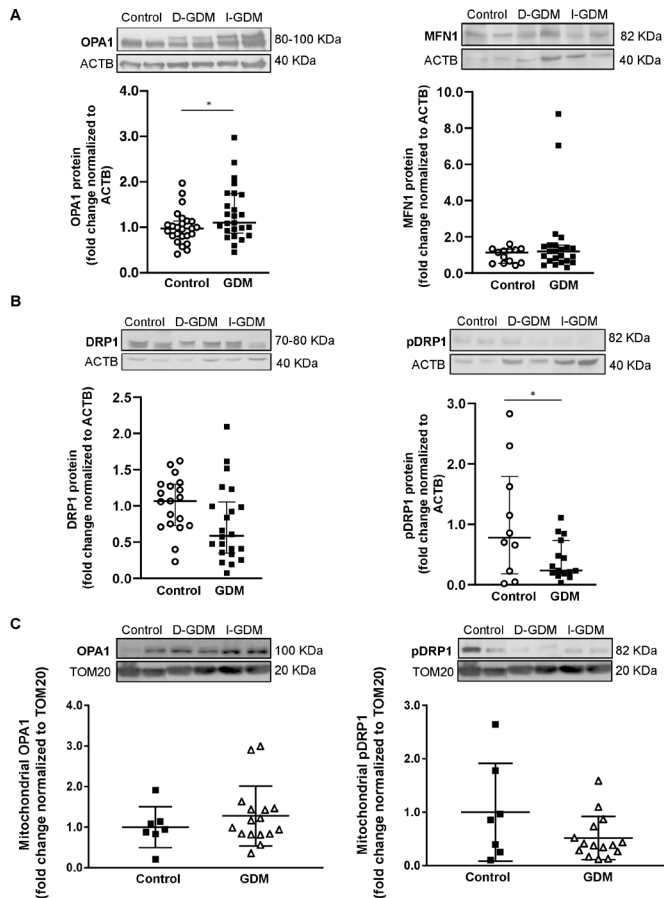 A
Control D-GDM I-GDM
OPA1 80-100 KDa
ACTB 40 KDa
OPA1 protein
(fold change normalized to
ACTB)
4.0
3.0
2.0
1.0
0.0
*
Control GDM
Control D-GDM I-GDM
MFN1 82 KDa
ACTB 40 KDa
MFN1 protein
(fold change normalized to ACTB)
10.0
8.0
6.0
4.0
2.0
0.0
Control GDM
B
Control D-GDM I-GDM
DRP1 70-80 KDa
ACTB 40 KDa
DRP1 protein
(fold change normalized to ACTB)
2.5
2.0
1.5
1.0
0.5
0.0
Control GDM
Control D-GDM I-GDM
pDRP1 82 KDa
ACTB 40 KDa
pDRP1 protein
(fold change normalized to
ACTB)
3.0
2.0
1.0
0.0
*
Control GDM
C
Control D-GDM I-GDM
OPA1 100 KDa
TOM20 20 KDa
Mitochondrial OPA1
(fold change normalized to TOM20)
4.0
3.0
2.0
1.0
0.0
Control GDM
Control D-GDM I-GDM
pDRP1 82 KDa
TOM20 20 KDa
Mitochondrial pDRP1
(fold change normalized to TOM20)
3.0
2.0
1.0
0.0
Control GDM